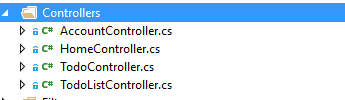 Controllers
C# AccountController.cs
C# HomeController.cs
C# TodoController.cs
C# TodoListController.cs